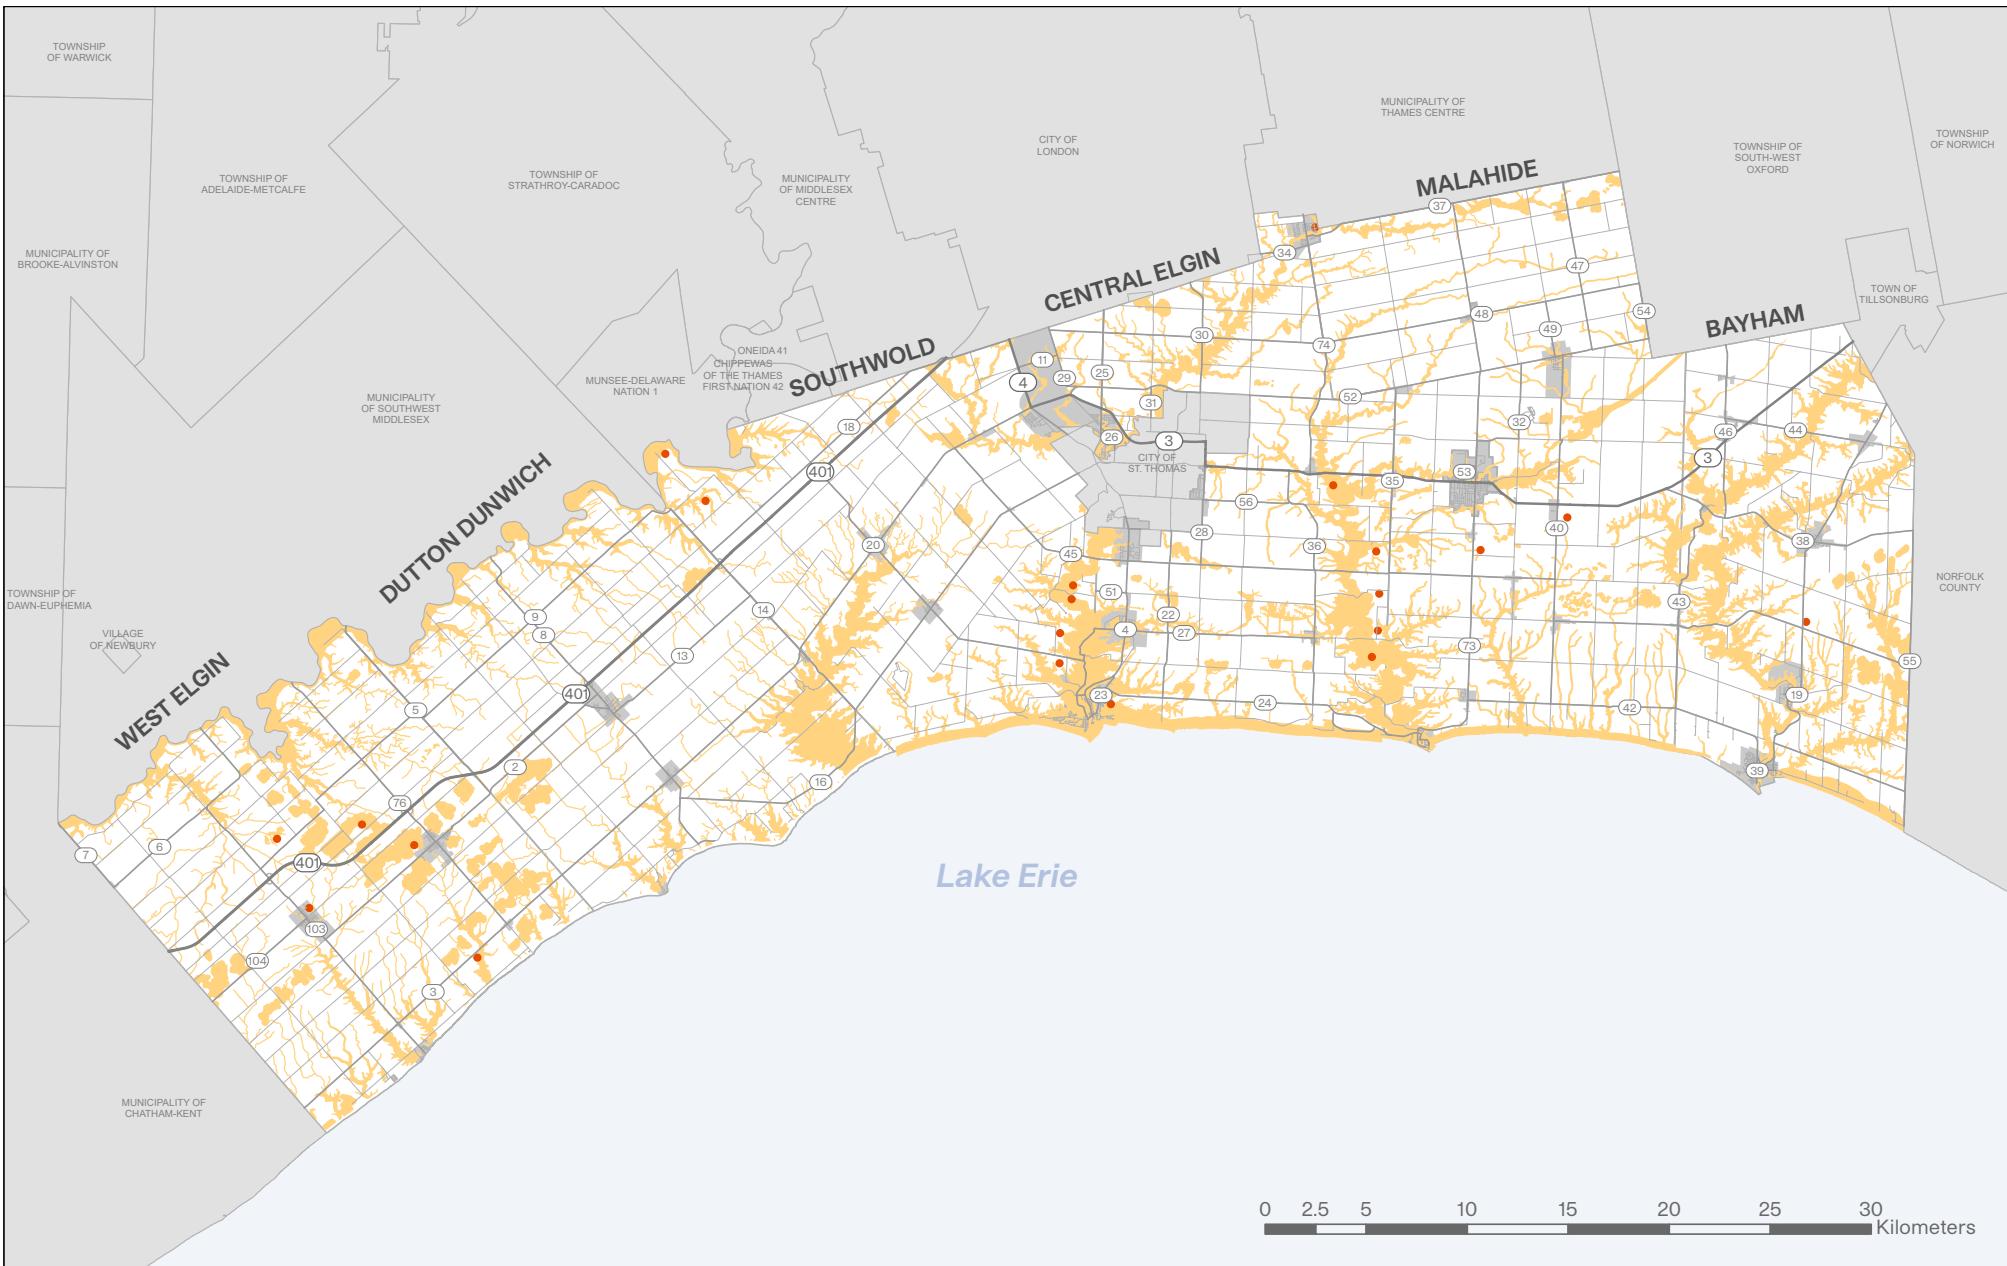 TOWNSHIP
OF WARWICK
TOWNSHIP OF
ADELAIDE-METCALFE
TOWNSHIP OF
STRATHROY-CARADOC
MUNICIPALITY
OF MIDDLESEX
CENTRE
CITY OF
LONDON
MUNICIPALITY OF
THAMES CENTRE
TOWNSHIP OF
SOUTH-WEST
OXFORD
TOWNSHIP
OF NORWICH
MUNICIPALITY OF
BROOKE-ALVINSTON
TOWN OF
TILLSONBURG
MALAHIDE
CENTRAL ELGIN
BAYHAM
SOUTHWOLD
DUTTON DUNWICH
WEST ELGIN
ONEIDA 41
CHIPPEWAS
OF THE THAMES
FIRST NATION 42
MUNSEE-DELAWARE
NATION 1
MUNICIPALITY
OF SOUTHWEST
MIDDLESEX
CITY OF
ST. THOMAS
TOWNSHIP OF
DAWN-EUPHEMIA
VILLAGE
OF NEWBURY
NORFOLK
COUNTY
MUNICIPALITY OF
CHATHAM-KENT
Lake Erie
37
34
47
54
48
49
30
74
11
4
29
25
31
52
32
46
44
3
26
3
18
401
53
35
56
40
28
36
38
20
45
51
22
4
27
43
73
55
14
9
8
13
401
5
23
24
42
19
39
2
16
76
6
7
401
103
104
3
0
2.5
5
10
15
20
25
30
Kilometers